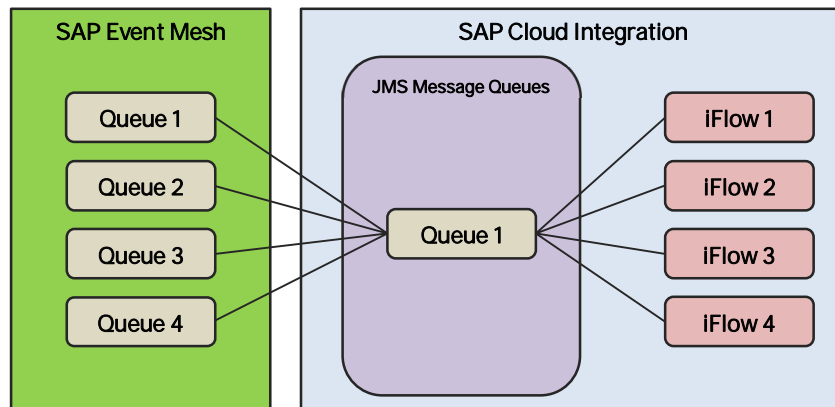 SAP Event Mesh
Queue 1
Queue 2
Queue 3
Queue 4
SAP Cloud Integration
JMS Message Queues
Queue 1
iFlow 1
iFlow 2
iFlow 3
iFlow 4